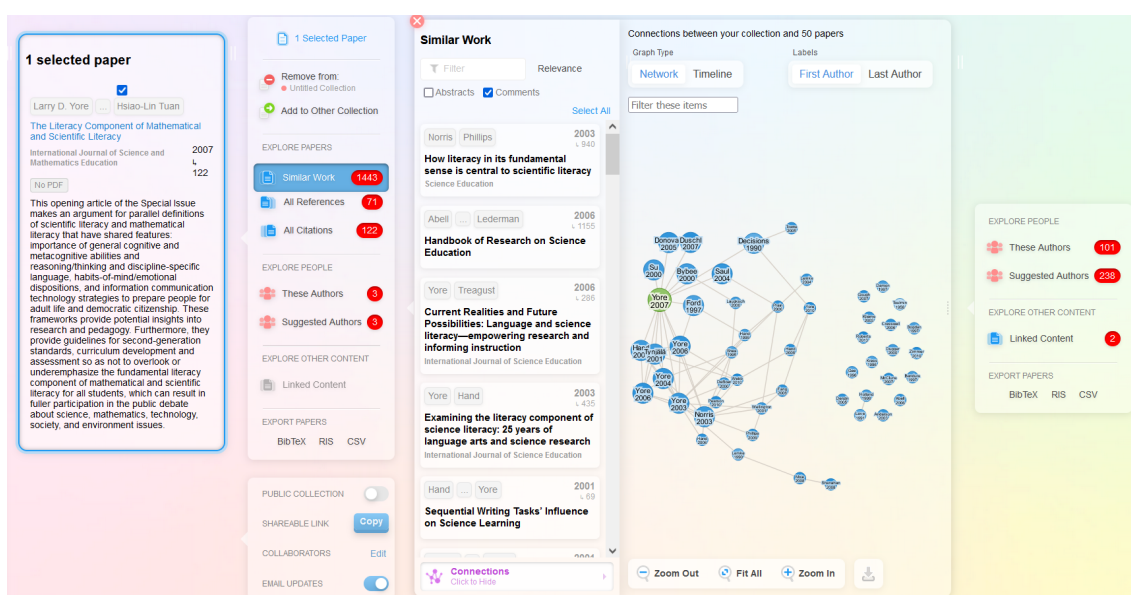 1 selected paper
Larry D. Yore ... Hsiao-Lin Tuan
The Literacy Component of Mathematical
and Scientific Literacy
International Journal of Science and
Mathematics Education
2007
122
No PDF
This opening article of the Special Issue
makes an argument for parallel definitions
of scientific literacy and mathematical
literacy that have shared features:
importance of general cognitive and
metacognitive abilities and
reasoning/thinking and discipline-specific
language, habits-of-mind/emotional
dispositions, and information communication
technology strategies to prepare people for
adult life and democratic citizenship. These
frameworks provide potential insights into
research and pedagogy. Furthermore, they
provide guidelines for second-generation
standards, curriculum development and
assessment so as not to overlook or
underemphasize the fundamental literacy
component of mathematical and scientific
literacy for all students, which can result in
fuller participation in the public debate
about science, mathematics, technology,
society, and environment issues.
1 Selected Paper
Remove from:
Untitled Collection
Add to Other Collection
EXPLORE PAPERS
Similar Work 1443
All References 71
All Citations 122
EXPLORE PEOPLE
These Authors 3
Suggested Authors 3
EXPLORE OTHER CONTENT
Linked Content
EXPORT PAPERS
BibTeX RIS CSV
PUBLIC COLLECTION
SHAREABLE LINK Copy
COLLABORATORS Edit
EMAIL UPDATES
Similar Work
Filter Relevance
Abstracts Comments
Select All
Norris Phillips 2003
940
How literacy in its fundamental
sense is central to scientific literacy
Science Education
Abell ... Lederman 2006
1155
Handbook of Research on Science
Education
Yore Treagust 2006
286
Current Realities and Future
Possibilities: Language and science
literacy—empowering research and
informing instruction
International Journal of Science Education
Yore Hand 2003
435
Examining the literacy component of
science literacy: 25 years of
language arts and science research
International Journal of Science Education
Hand ... Yore 2001
69
Sequential Writing Tasks' Influence
on Science Learning
Connections
Click to Hide
Connections between your collection and 50 papers
Graph Type Labels
Network Timeline First Author Last Author
Filter these items
Donova
2005
Duschl
2007
Decisions
1990
Su
2000
Bybee
2000
Saul
2004
Yore
2007
Ford
1997
Yore
2006
Yore
2004
Yore
2006
Yore
2003
Norris
2003
Zoom Out Fit All Zoom In
EXPLORE PEOPLE
These Authors 101
Suggested Authors 238
EXPLORE OTHER CONTENT
Linked Content 2
EXPORT PAPERS
BibTeX RIS CSV